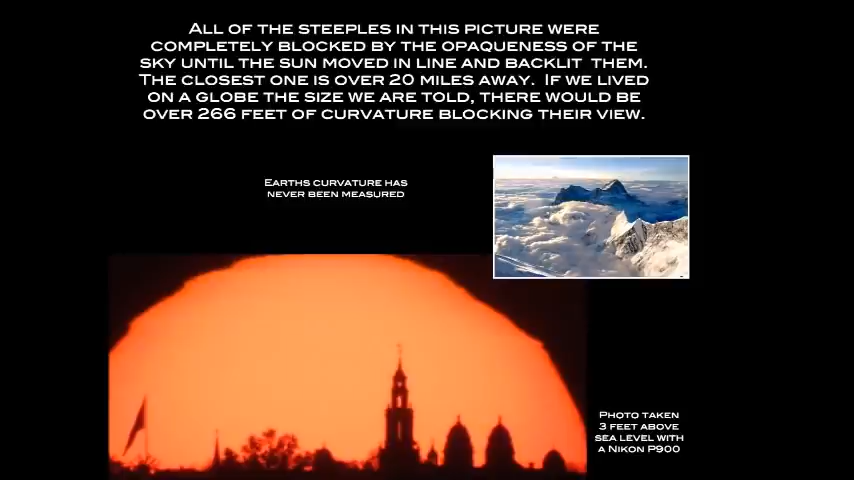 All of the steeples in this picture were
completely blocked by the opaqueness of the
sky until the sun moved in line and backlit them.
The closest one is over 20 miles away. If we lived
on a globe the size we are told, there would be
over 266 feet of curvature blocking their view.
Earths curvature has
never been measured
Photo taken
3 feet above
sea level with
a Nikon P900